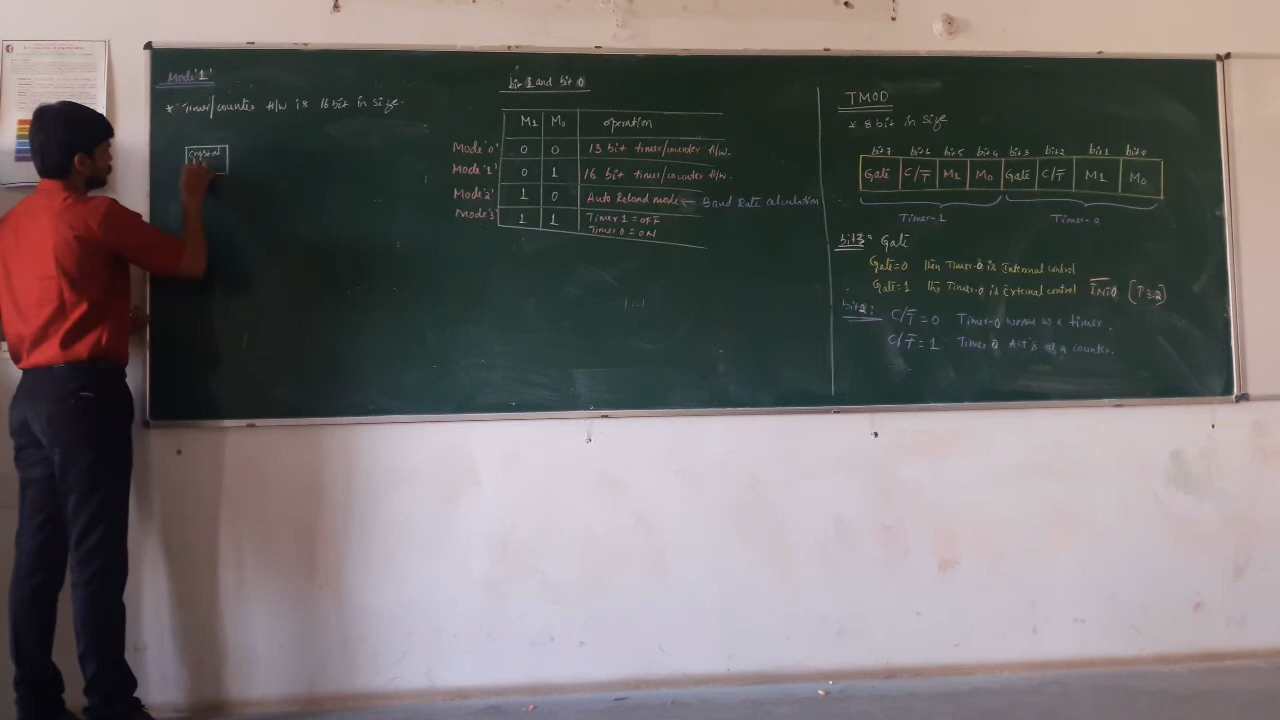 Mode '1'
* Timer/counter H/w is 16 bit in size.
crystal
bit 1 and bit 0
M1 M0 operation
Mode '0' 0 0 13 bit timer/counter H/w.
Mode '1' 0 1 16 bit timer/counter H/w.
Mode '2' 1 0 Auto Reload mode ← Baud Rate calculation
Mode '3' 1 1 Timer 1 = OFF
Timer 0 = ON
TMOD
* 8 bit in size
bit7 bit6 bit5 bit4 bit3 bit2 bit1 bit0
Gate C/T̅ M1 M0 Gate C/T̅ M1 M0
Timer-1 Timer-0
bit3 = Gate
Gate=0 then Timer-0 is Internal control
Gate=1 Timer-0 is External control I̅N̅T̅0̅ [P3.2]
bit2: C/T̅ = 0 Timer-0 works as a timer.
C/T̅ = 1 Timer 0 Act's as a counter.